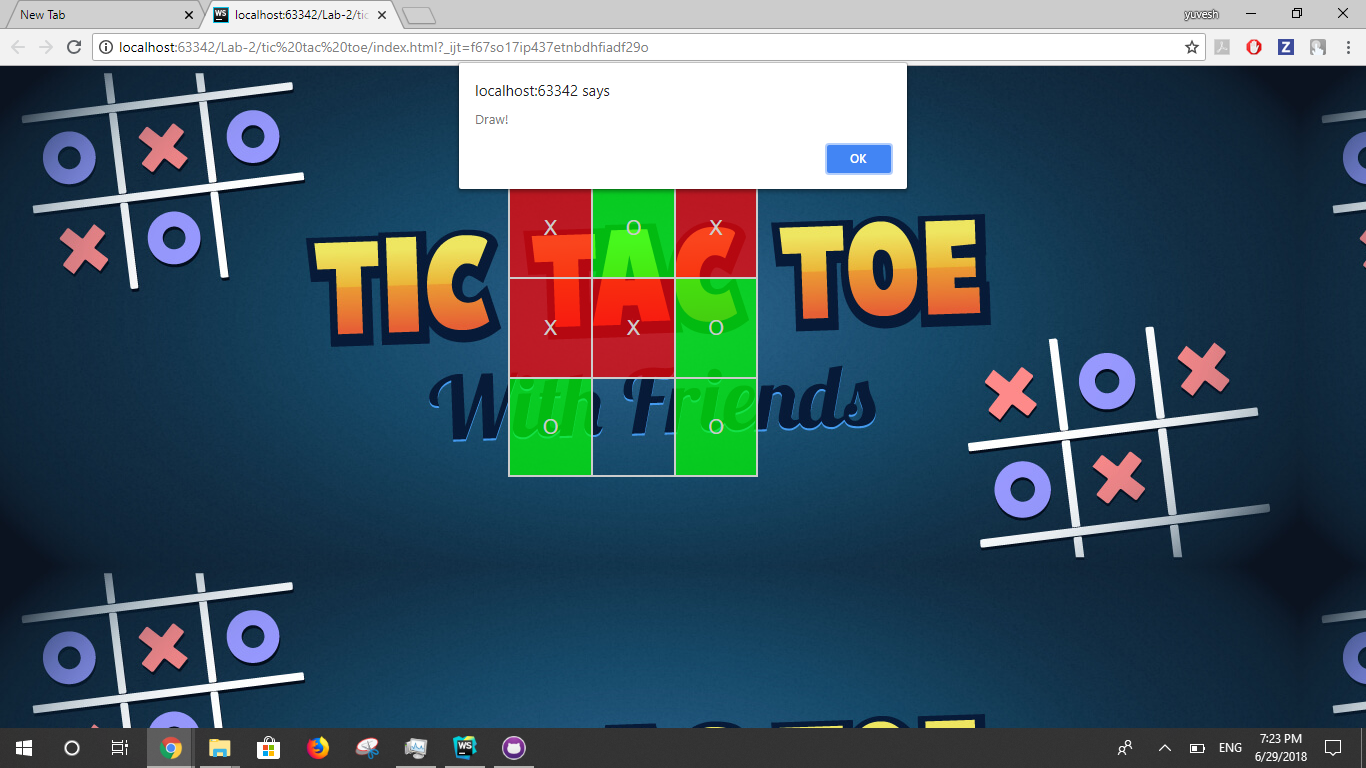 New Tab
localhost:63342/Lab-2/tic
yuvesh
localhost:63342/Lab-2/tic%20tac%20toe/index.html?_ijt=f67so17ip437etnbdhfiadf29o
localhost:63342 says
Draw!
OK
X O X
TIC TAC TOE
X X O
With Friends
O O
WS
ENG
7:23 PM
6/29/2018